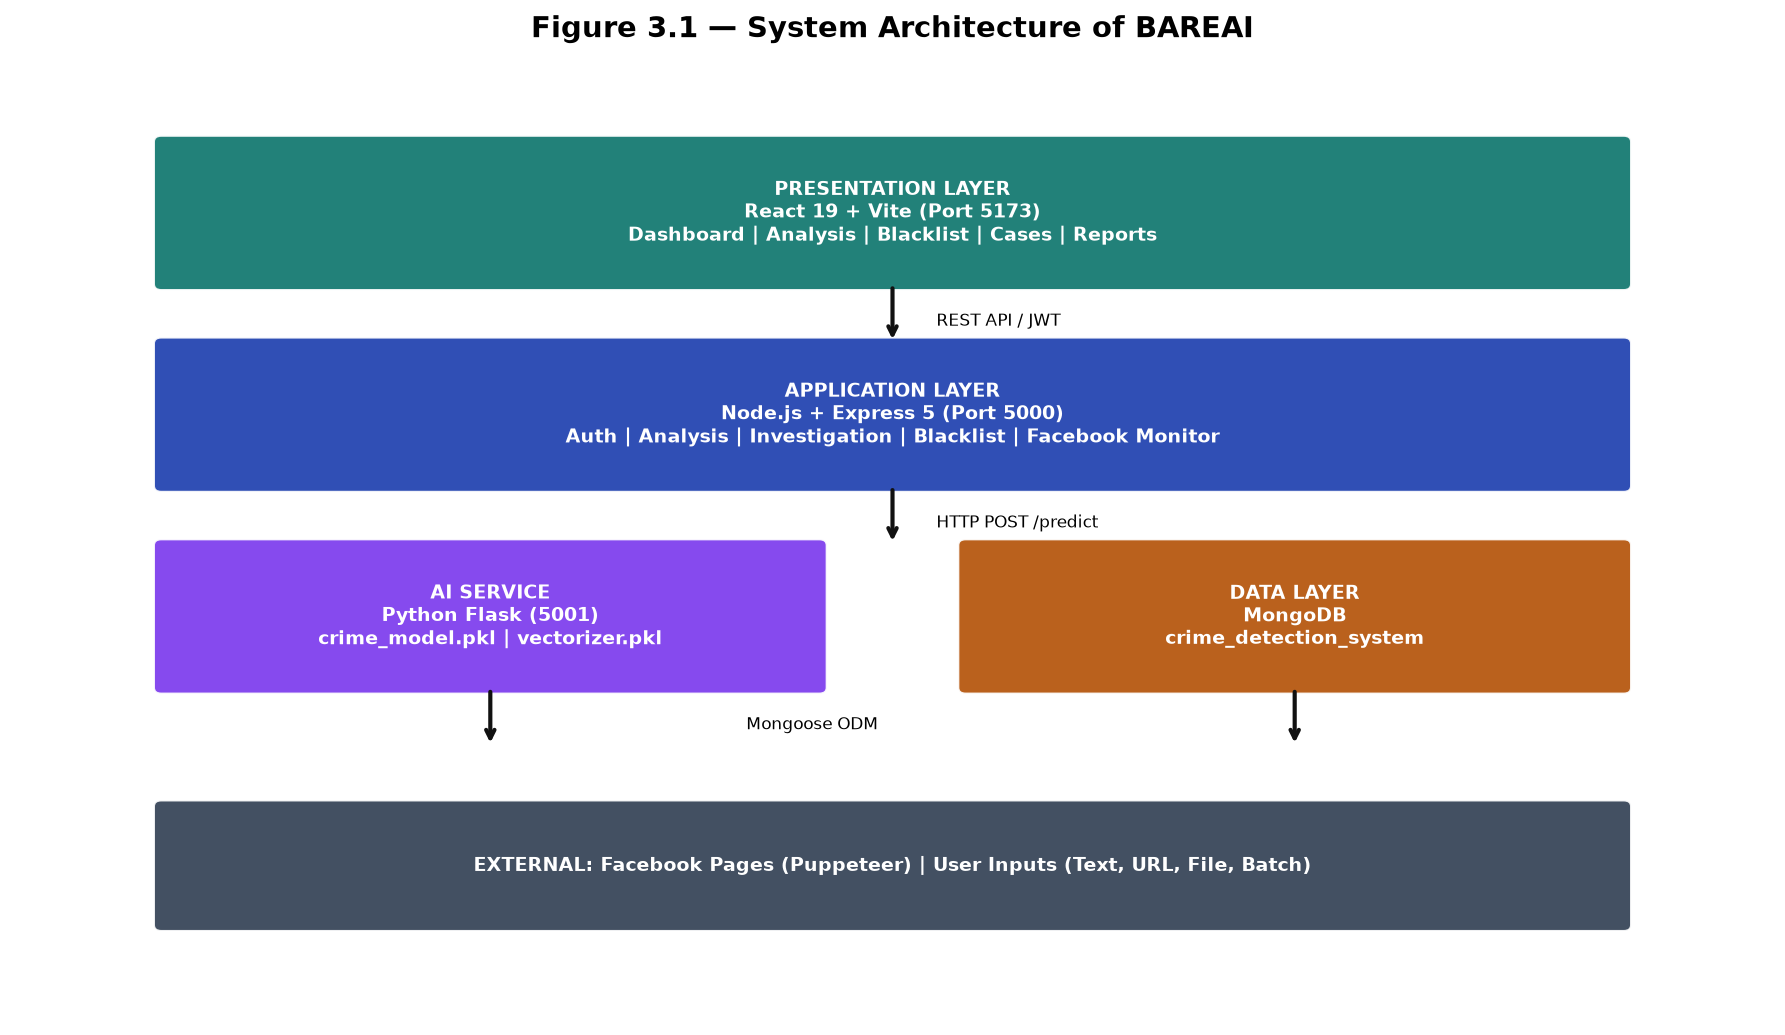 Figure 3.1 — System Architecture of BAREAI
PRESENTATION LAYER
React 19 + Vite (Port 5173)
Dashboard | Analysis | Blacklist | Cases | Reports
REST API / JWT
APPLICATION LAYER
Node.js + Express 5 (Port 5000)
Auth | Analysis | Investigation | Blacklist | Facebook Monitor
HTTP POST /predict
AI SERVICE
Python Flask (5001)
crime_model.pkl | vectorizer.pkl
DATA LAYER
MongoDB
crime_detection_system
Mongoose ODM
EXTERNAL: Facebook Pages (Puppeteer) | User Inputs (Text, URL, File, Batch)